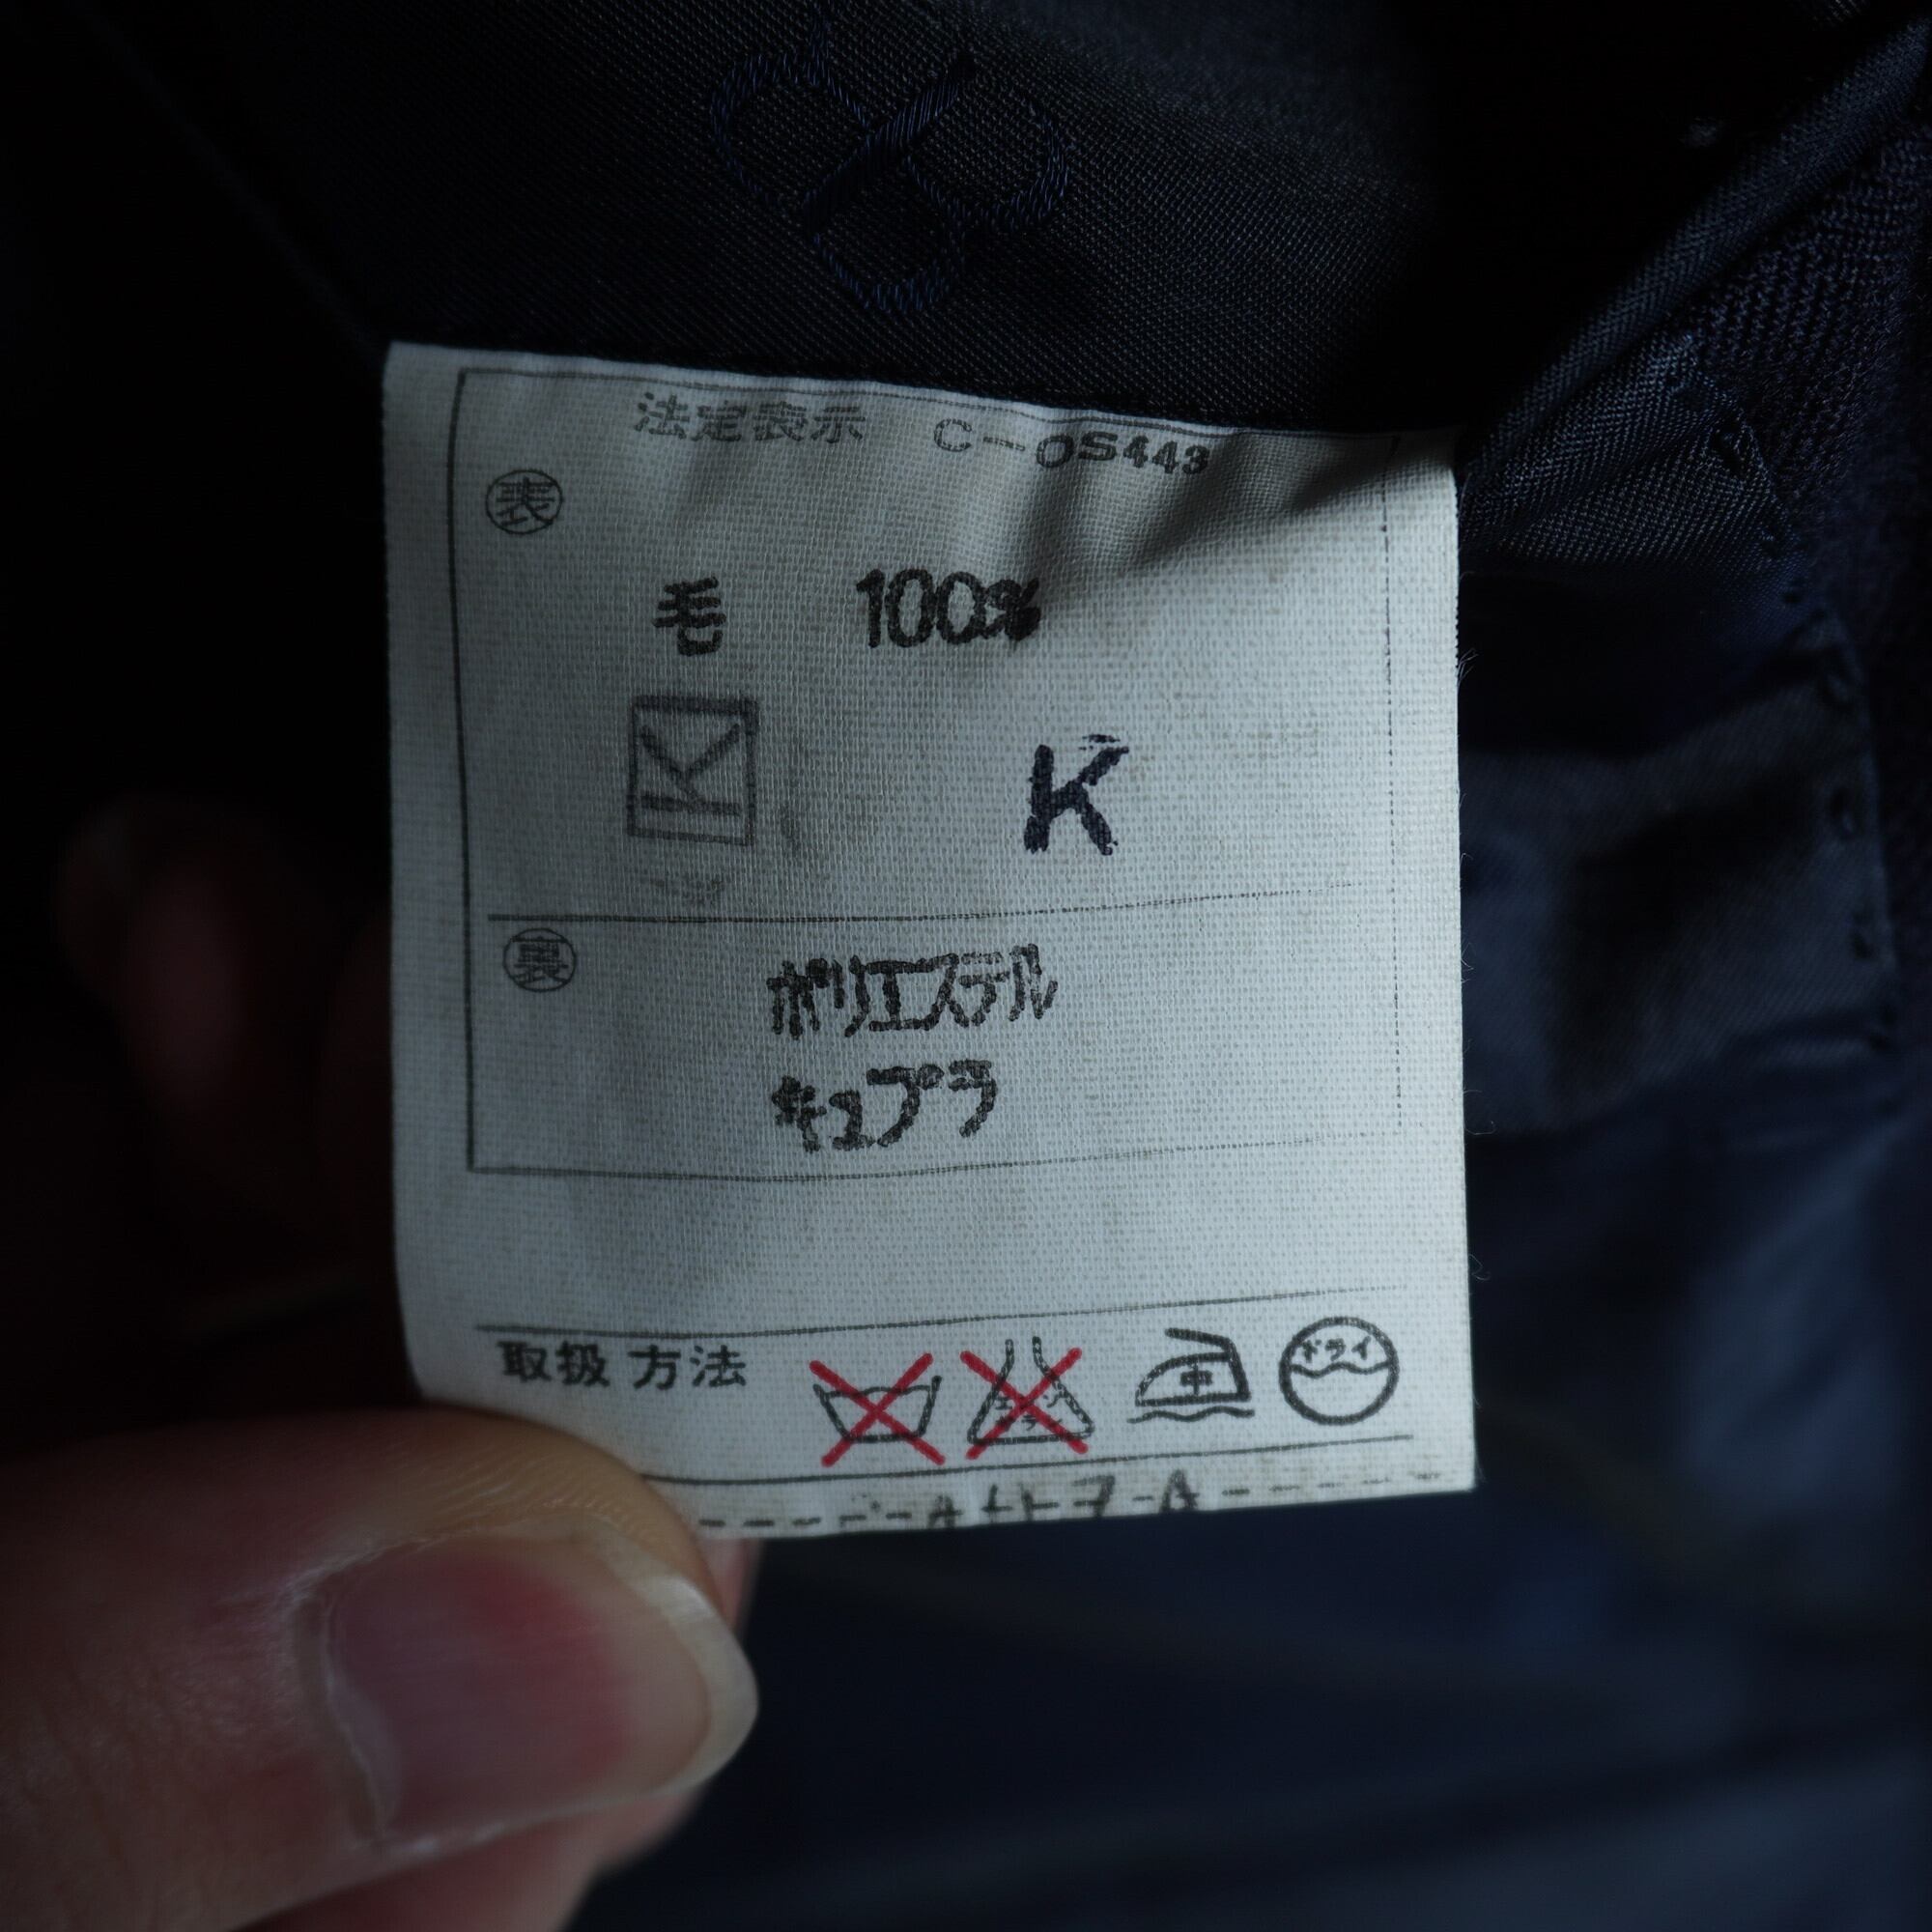 法定表示 C-OS443
表
毛 100%
K K
裏
ポリエステル
キュプラ
取扱方法 中 ドライ